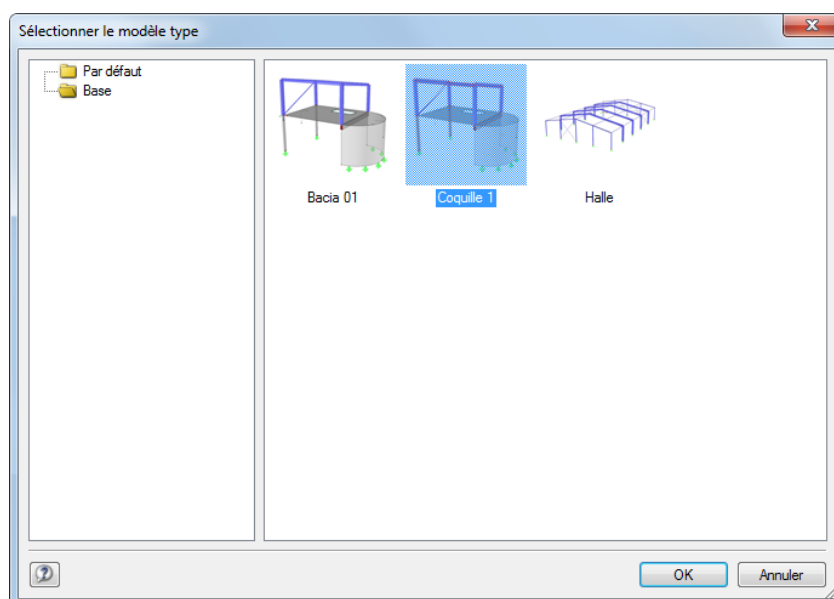 Sélectionner le modèle type
Par défaut
Base
Bacia 01
Coquille 1
Halle
OK
Annuler